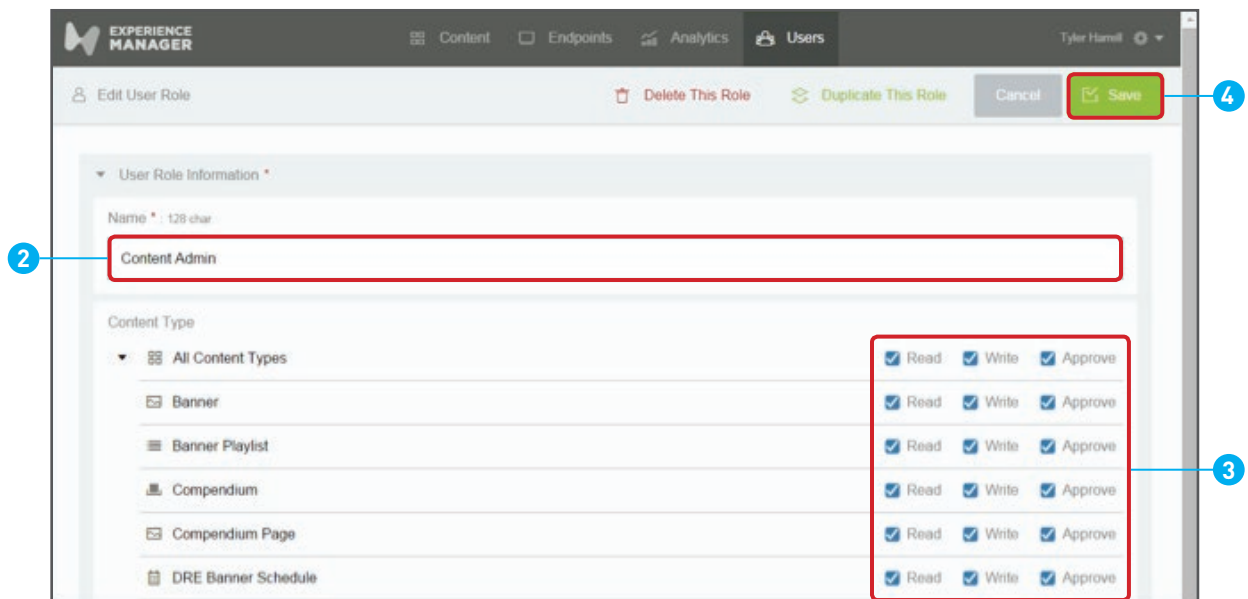 EXPERIENCE
MANAGER
Content Endpoints Analytics Users
Tyler Harrell
Edit User Role Delete This Role Duplicate This Role Cancel Save 4
User Role Information *
Name * : 128 char
2 Content Admin
Content Type
All Content Types Read Write Approve
Banner Read Write Approve
Banner Playlist Read Write Approve
3
Compendium Read Write Approve
Compendium Page Read Write Approve
DRE Banner Schedule Read Write Approve